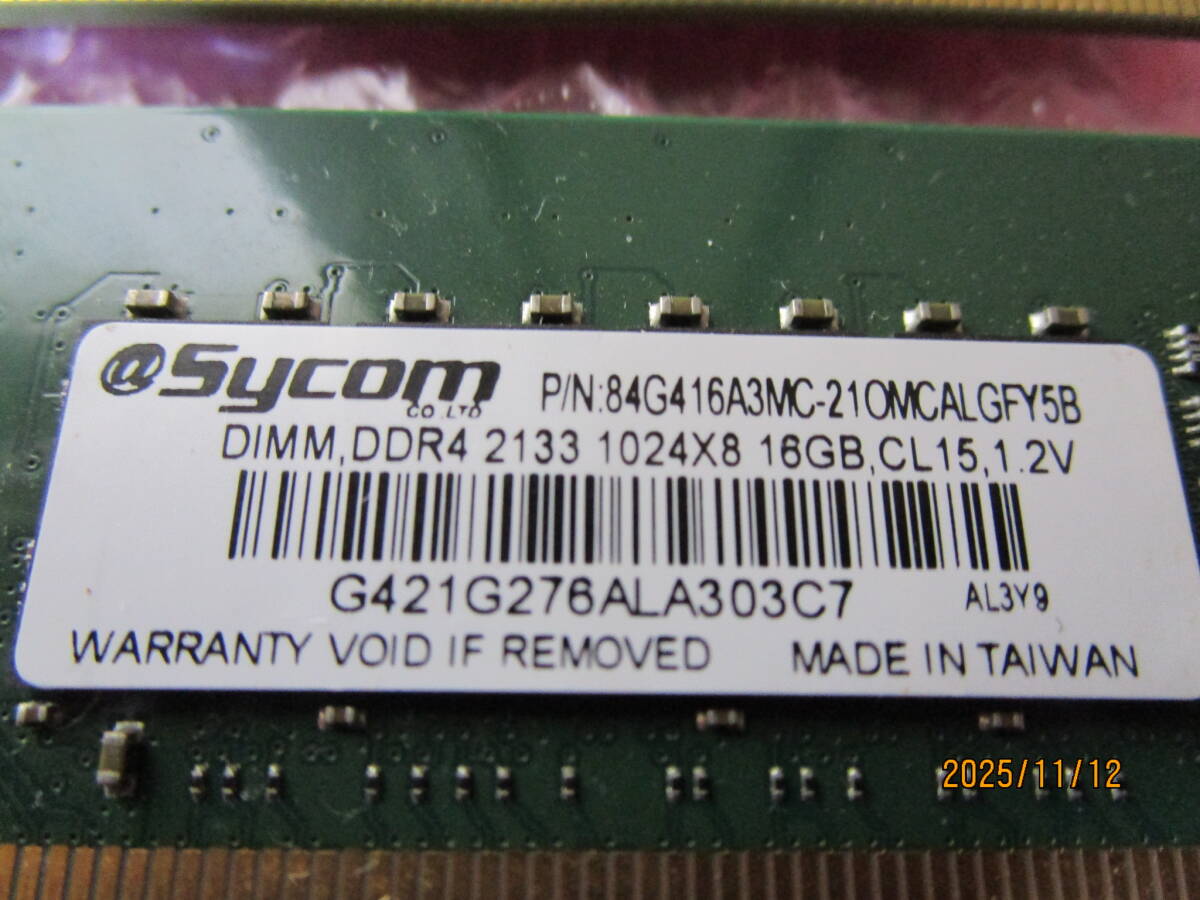 @Sycom CO.,LTD P/N:84G416A3MC-21OMCALGFY5B
DIMM,DDR4 2133 1024X8 16GB,CL15,1.2V
G421G276ALA303C7 AL3Y9
WARRANTY VOID IF REMOVED MADE IN TAIWAN
2025/11/12